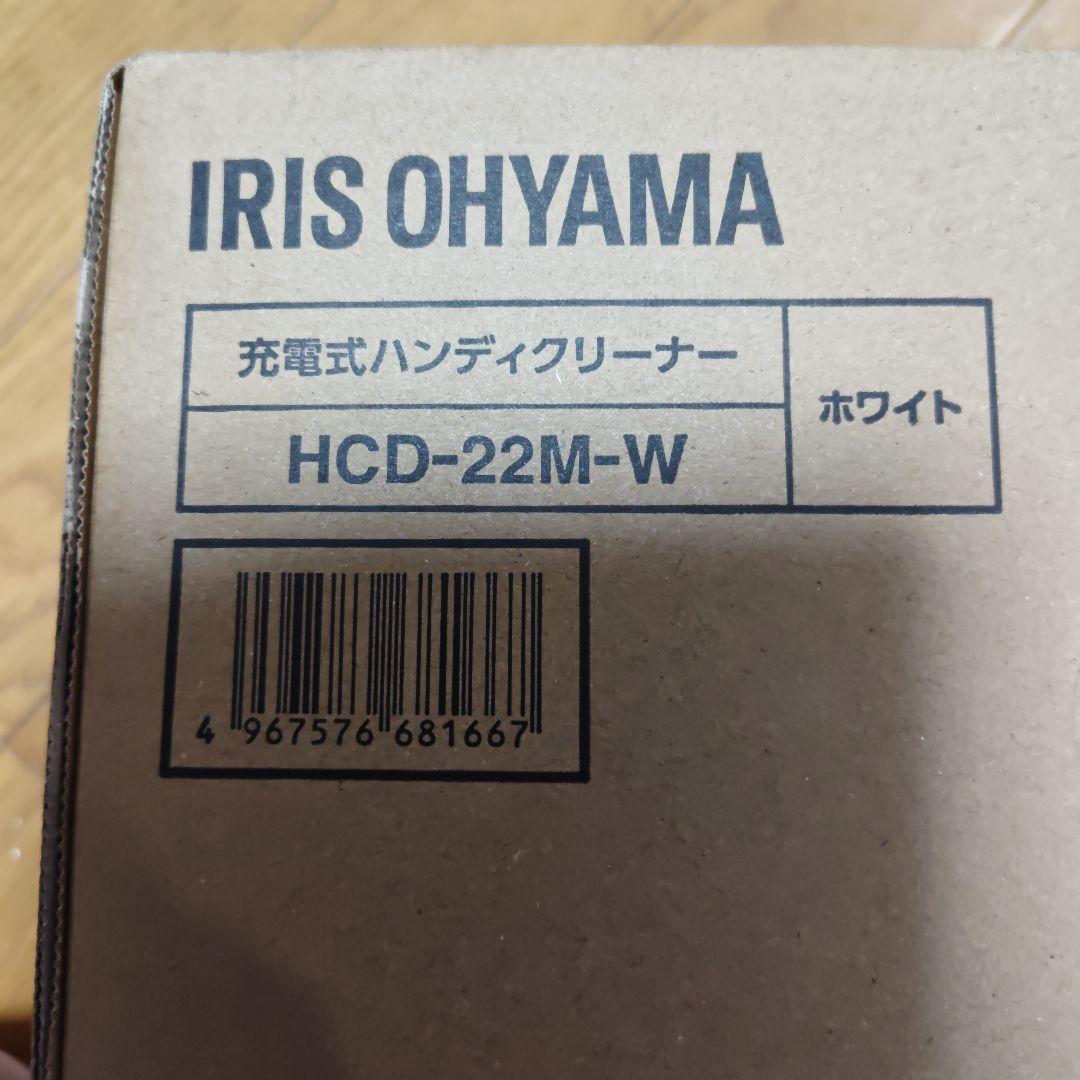 IRIS OHYAMA
充電式ハンディクリーナー
HCD-22M-W
ホワイト
4 967576 681667